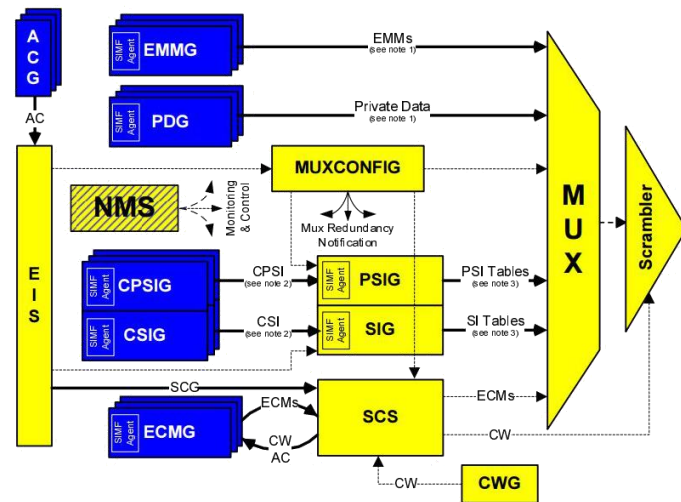 ACG
SIMF Agent
EMMG
EMMs
(see note 1)
SIMF Agent
PDG
Private Data
(see note 1)
AC
MUXCONFIG
NMS
Monitoring
& Control
Mux Redundancy
Notification
MUX
Scrambler
EIS
SIMF Agent
CPSIG
CPSI
(see note 2)
SIMF Agent
PSIG
PSI Tables
(see note 3)
SIMF Agent
CSIG
CSI
(see note 2)
SIMF Agent
SIG
SI Tables
(see note 3)
SCG
SIMF Agent
ECMG
ECMs
CW
AC
SCS
ECMs
CW
CW
CWG